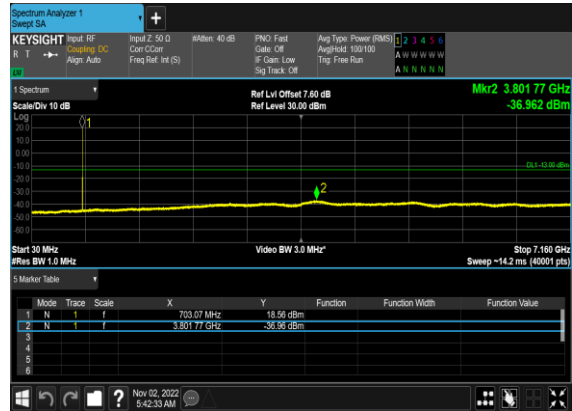 Spectrum Analyzer 1
Swept SA
KEYSIGHT Input: RF Input Z: 50 Ω #Atten: 40 dB PNO: Fast Avg Type: Power (RMS) 1 2 3 4 5 6
R T Coupling: DC Corr CCorr Gate: Off Avg|Hold: 100/100 A W W W W W
Align: Auto Freq Ref: Int (S) IF Gain: Low Trig: Free Run
Sig Track: Off A N N N N N
1 Spectrum Ref Lvl Offset 7.60 dB Mkr2 3.801 77 GHz
Scale/Div 10 dB Ref Level 30.00 dBm -36.962 dBm
Log
20.0
10.0
0.00
-10.0
-20.0
-30.0
-40.0
-50.0
-60.0
1
2
DL1 -13.00 dBm
Start 30 MHz Video BW 3.0 MHz* Stop 7.160 GHz
#Res BW 1.0 MHz Sweep ~14.2 ms (40001 pts)
5 Marker Table
Mode Trace Scale X Y Function Function Width Function Value
1 N 1 f 703.07 MHz 18.56 dBm
2 N 1 f 3.801 77 GHz -36.96 dBm
3
4
5
6
? Nov 02, 2022
5:42:33 AM